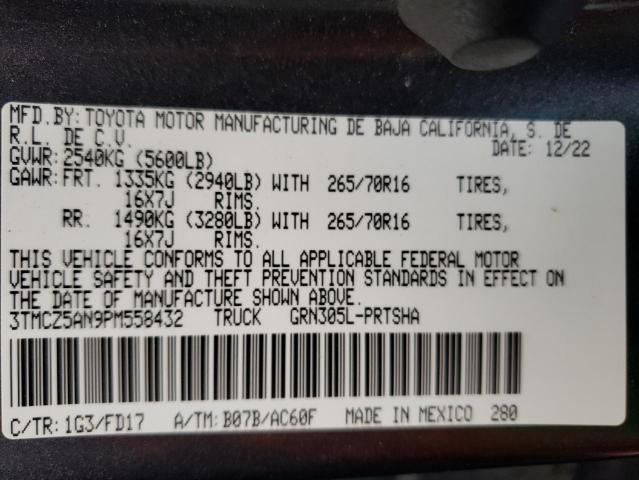 MFD.BY: TOYOTA MOTOR MANUFACTURING DE BAJA CALIFORNIA, S. DE
R.L. DE C.V. DATE: 12/22
GVWR: 2540KG (5600LB)
GAWR: FRT. 1335KG (2940LB) WITH 265/70R16 TIRES,
16X7J RIMS.
RR. 1490KG (3280LB) WITH 265/70R16 TIRES,
16X7J RIMS.
THIS VEHICLE CONFORMS TO ALL APPLICABLE FEDERAL MOTOR
VEHICLE SAFETY AND THEFT PREVENTION STANDARDS IN EFFECT ON
THE DATE OF MANUFACTURE SHOWN ABOVE.
3TMCZ5AN9PM558432 TRUCK GRN305L-PRTSHA
C/TR: 1G3/FD17 A/TM: B07B/AC60F MADE IN MEXICO 280